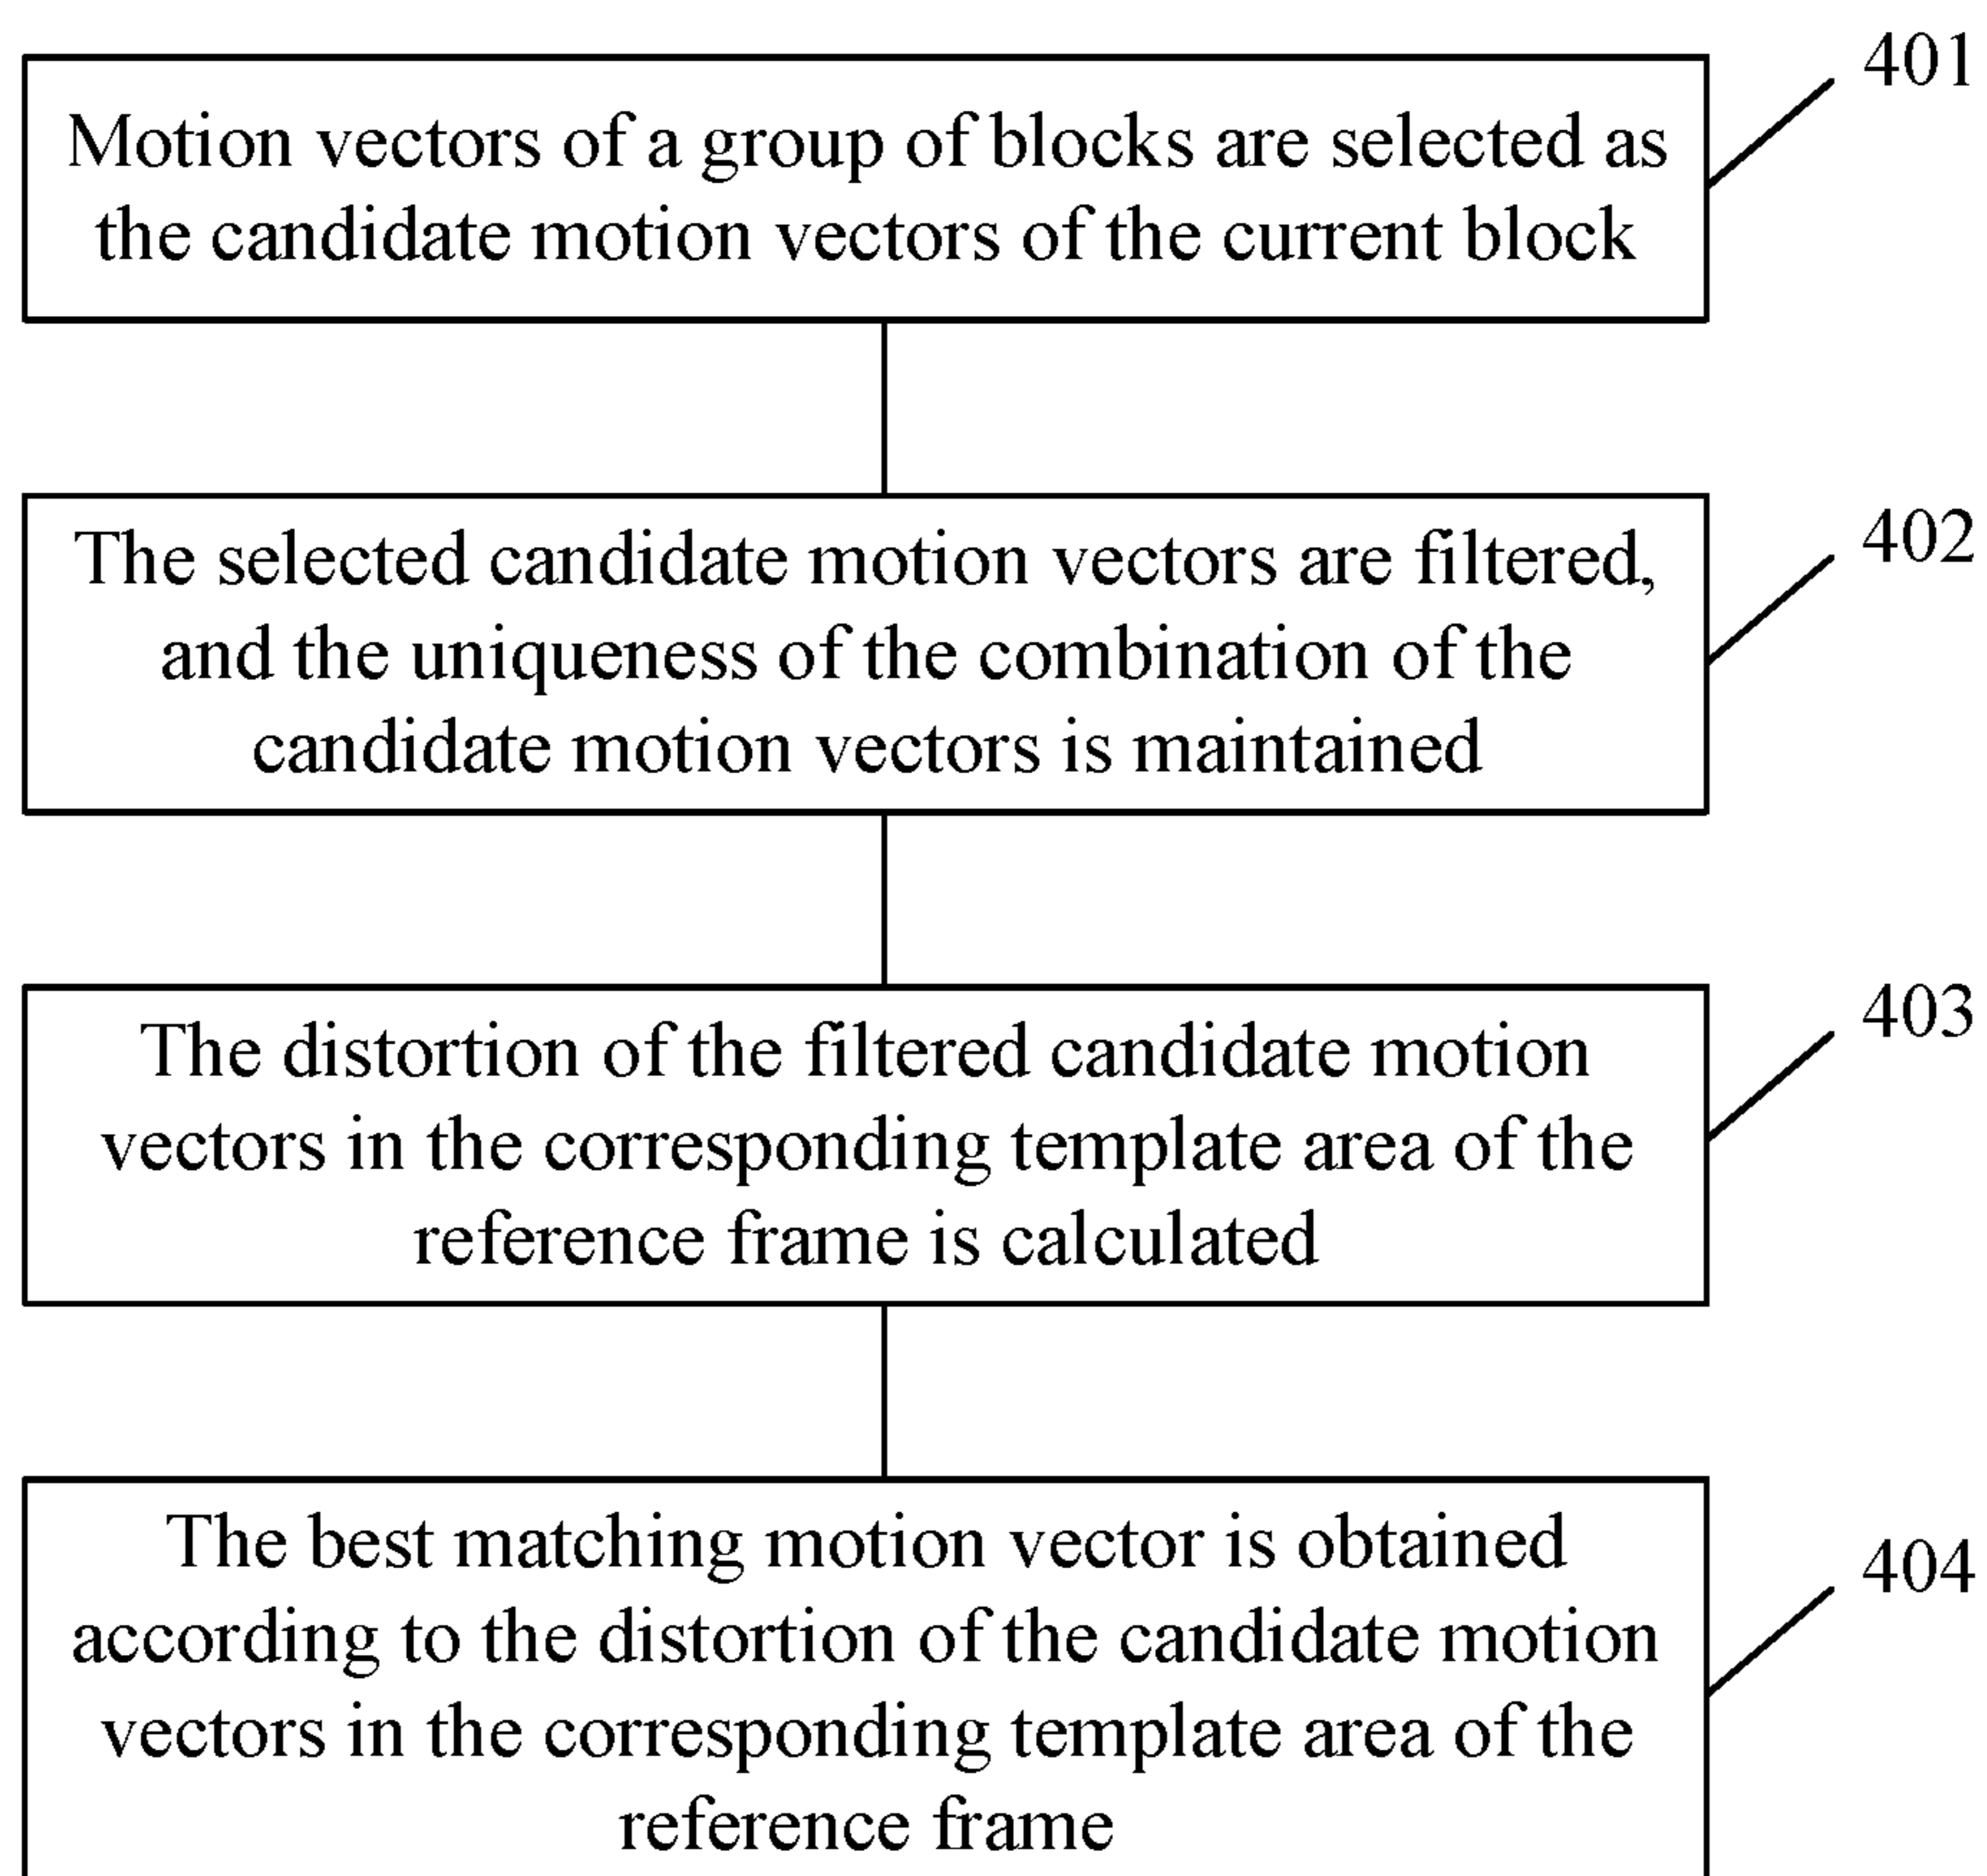 401
Motion vectors of a group of blocks are selected as
the candidate motion vectors of the current block
402
The selected candidate motion vectors are filtered,
and the uniqueness of the combination of the
candidate motion vectors is maintained
403
The distortion of the filtered candidate motion
vectors in the corresponding template area of the
reference frame is calculated
404
The best matching motion vector is obtained
according to the distortion of the candidate motion
vectors in the corresponding template area of the
reference frame